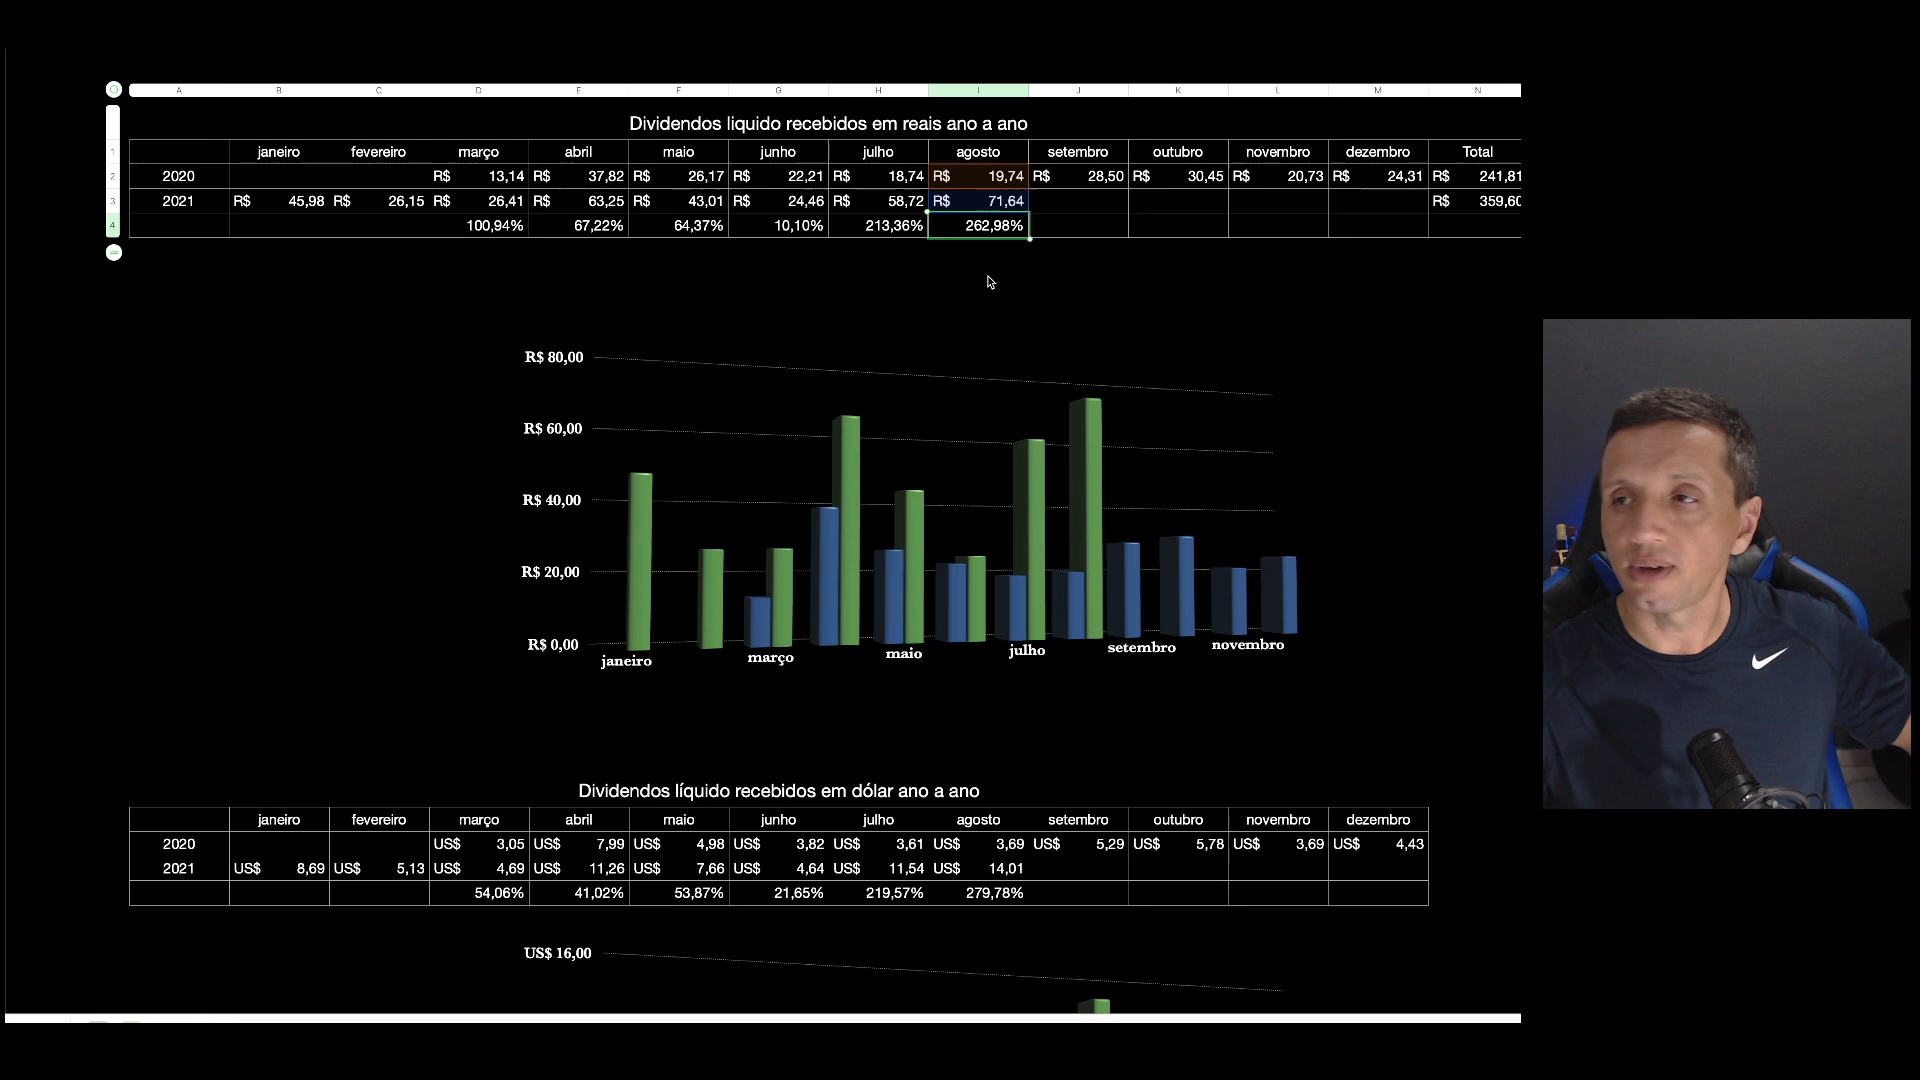 A B C D E F G H I J K L M N
Dividendos liquido recebidos em reais ano a ano
1 janeiro fevereiro março abril maio junho julho agosto setembro outubro novembro dezembro Total
2 2020 R$ 13,14 R$ 37,82 R$ 26,17 R$ 22,21 R$ 18,74 R$ 19,74 R$ 28,50 R$ 30,45 R$ 20,73 R$ 24,31 R$ 241,81
3 2021 R$ 45,98 R$ 26,15 R$ 26,41 R$ 63,25 R$ 43,01 R$ 24,46 R$ 58,72 R$ 71,64 R$ 359,60
4 100,94% 67,22% 64,37% 10,10% 213,36% 262,98%
R$ 80,00
R$ 60,00
R$ 40,00
R$ 20,00
R$ 0,00
janeiro março maio julho setembro novembro
Dividendos líquido recebidos em dólar ano a ano
janeiro fevereiro março abril maio junho julho agosto setembro outubro novembro dezembro
2020 US$ 3,05 US$ 7,99 US$ 4,98 US$ 3,82 US$ 3,61 US$ 3,69 US$ 5,29 US$ 5,78 US$ 3,69 US$ 4,43
2021 US$ 8,69 US$ 5,13 US$ 4,69 US$ 11,26 US$ 7,66 US$ 4,64 US$ 11,54 US$ 14,01
54,06% 41,02% 53,87% 21,65% 219,57% 279,78%
US$ 16,00